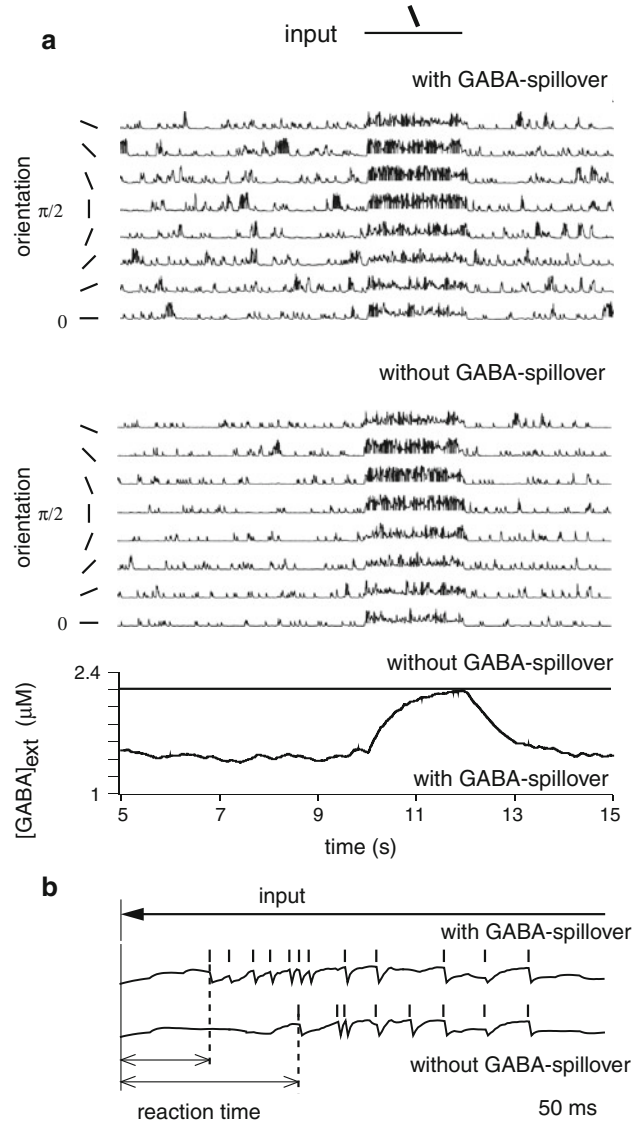 a
input
with GABA-spillover
orientation
π/2
0
without GABA-spillover
orientation
π/2
0
2.4
without GABA-spillover
[GABA]ext (μM)
with GABA-spillover
1
5 7 9 11 13 15
time (s)
b
input
with GABA-spillover
without GABA-spillover
reaction time
50 ms